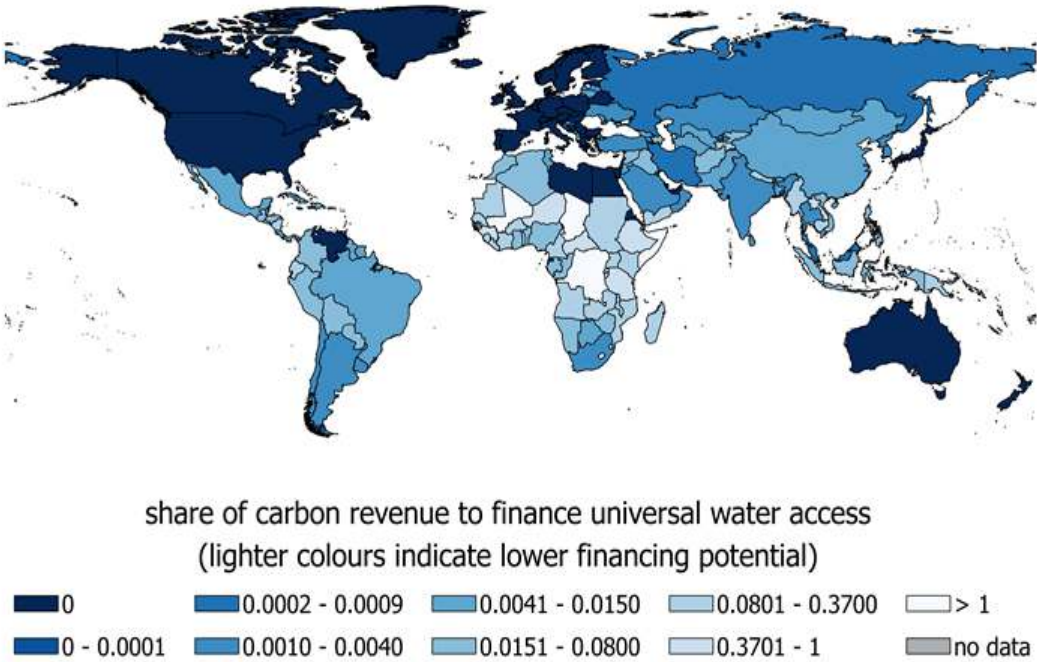 share of carbon revenue to finance universal water access
(lighter colours indicate lower financing potential)
0 0.0002 - 0.0009 0.0041 - 0.0150 0.0801 - 0.3700 > 1
0 - 0.0001 0.0010 - 0.0040 0.0151 - 0.0800 0.3701 - 1 no data